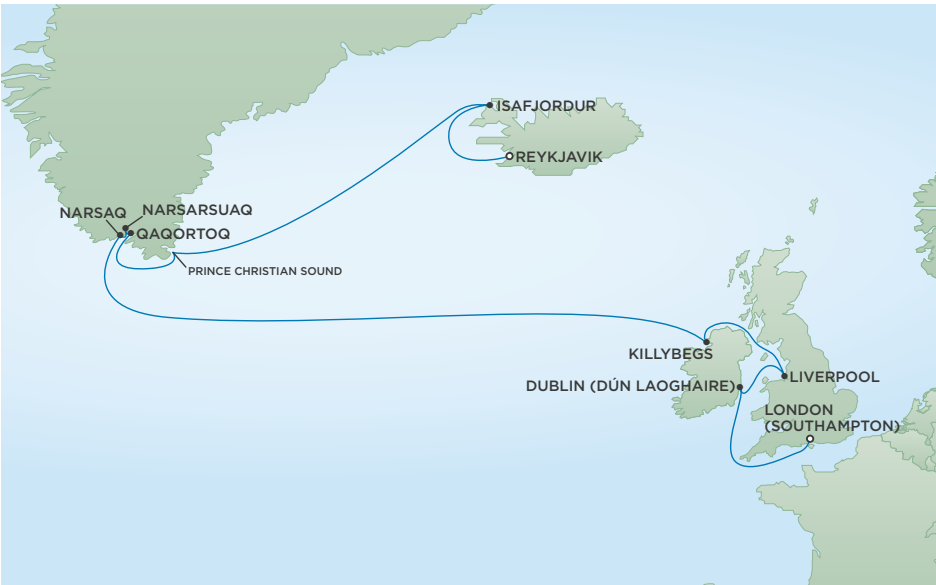 ISAFJORDUR
REYKJAVIK
NARSAQ
NARSARSUAQ
QAQORTOQ
PRINCE CHRISTIAN SOUND
KILLYBEGS
LIVERPOOL
DUBLIN (DÚN LAOGHAIRE)
LONDON
(SOUTHAMPTON)